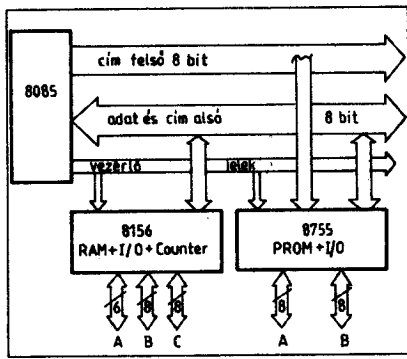 8085
cím felső 8 bit
adat és cím alsó 8 bit
vezérlő jelek
8156
RAM+I/O+Counter
8755
PROM+I/O
6 8 8 8 8
A B C A B